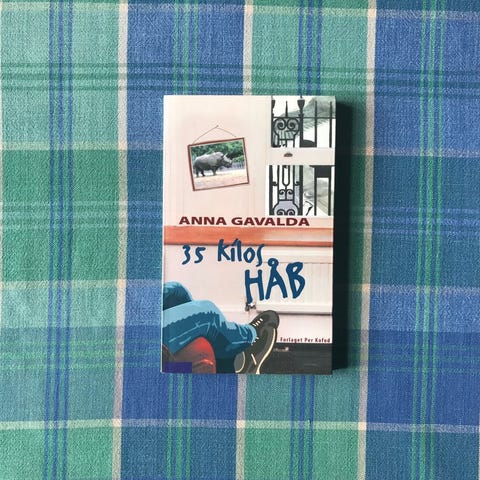 ANNA GAVALDA
35 kilos
HÅB
Forlaget Per Kofod